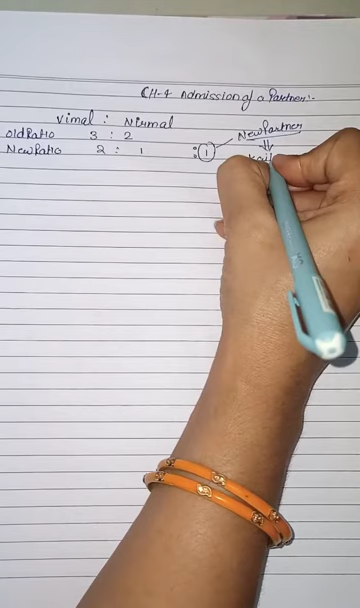 CH-4 Admission of a Partner:-
Vimal : Nirmal
Old Ratio 3 : 2
New Ratio 2 : 1 : 1
New Partner